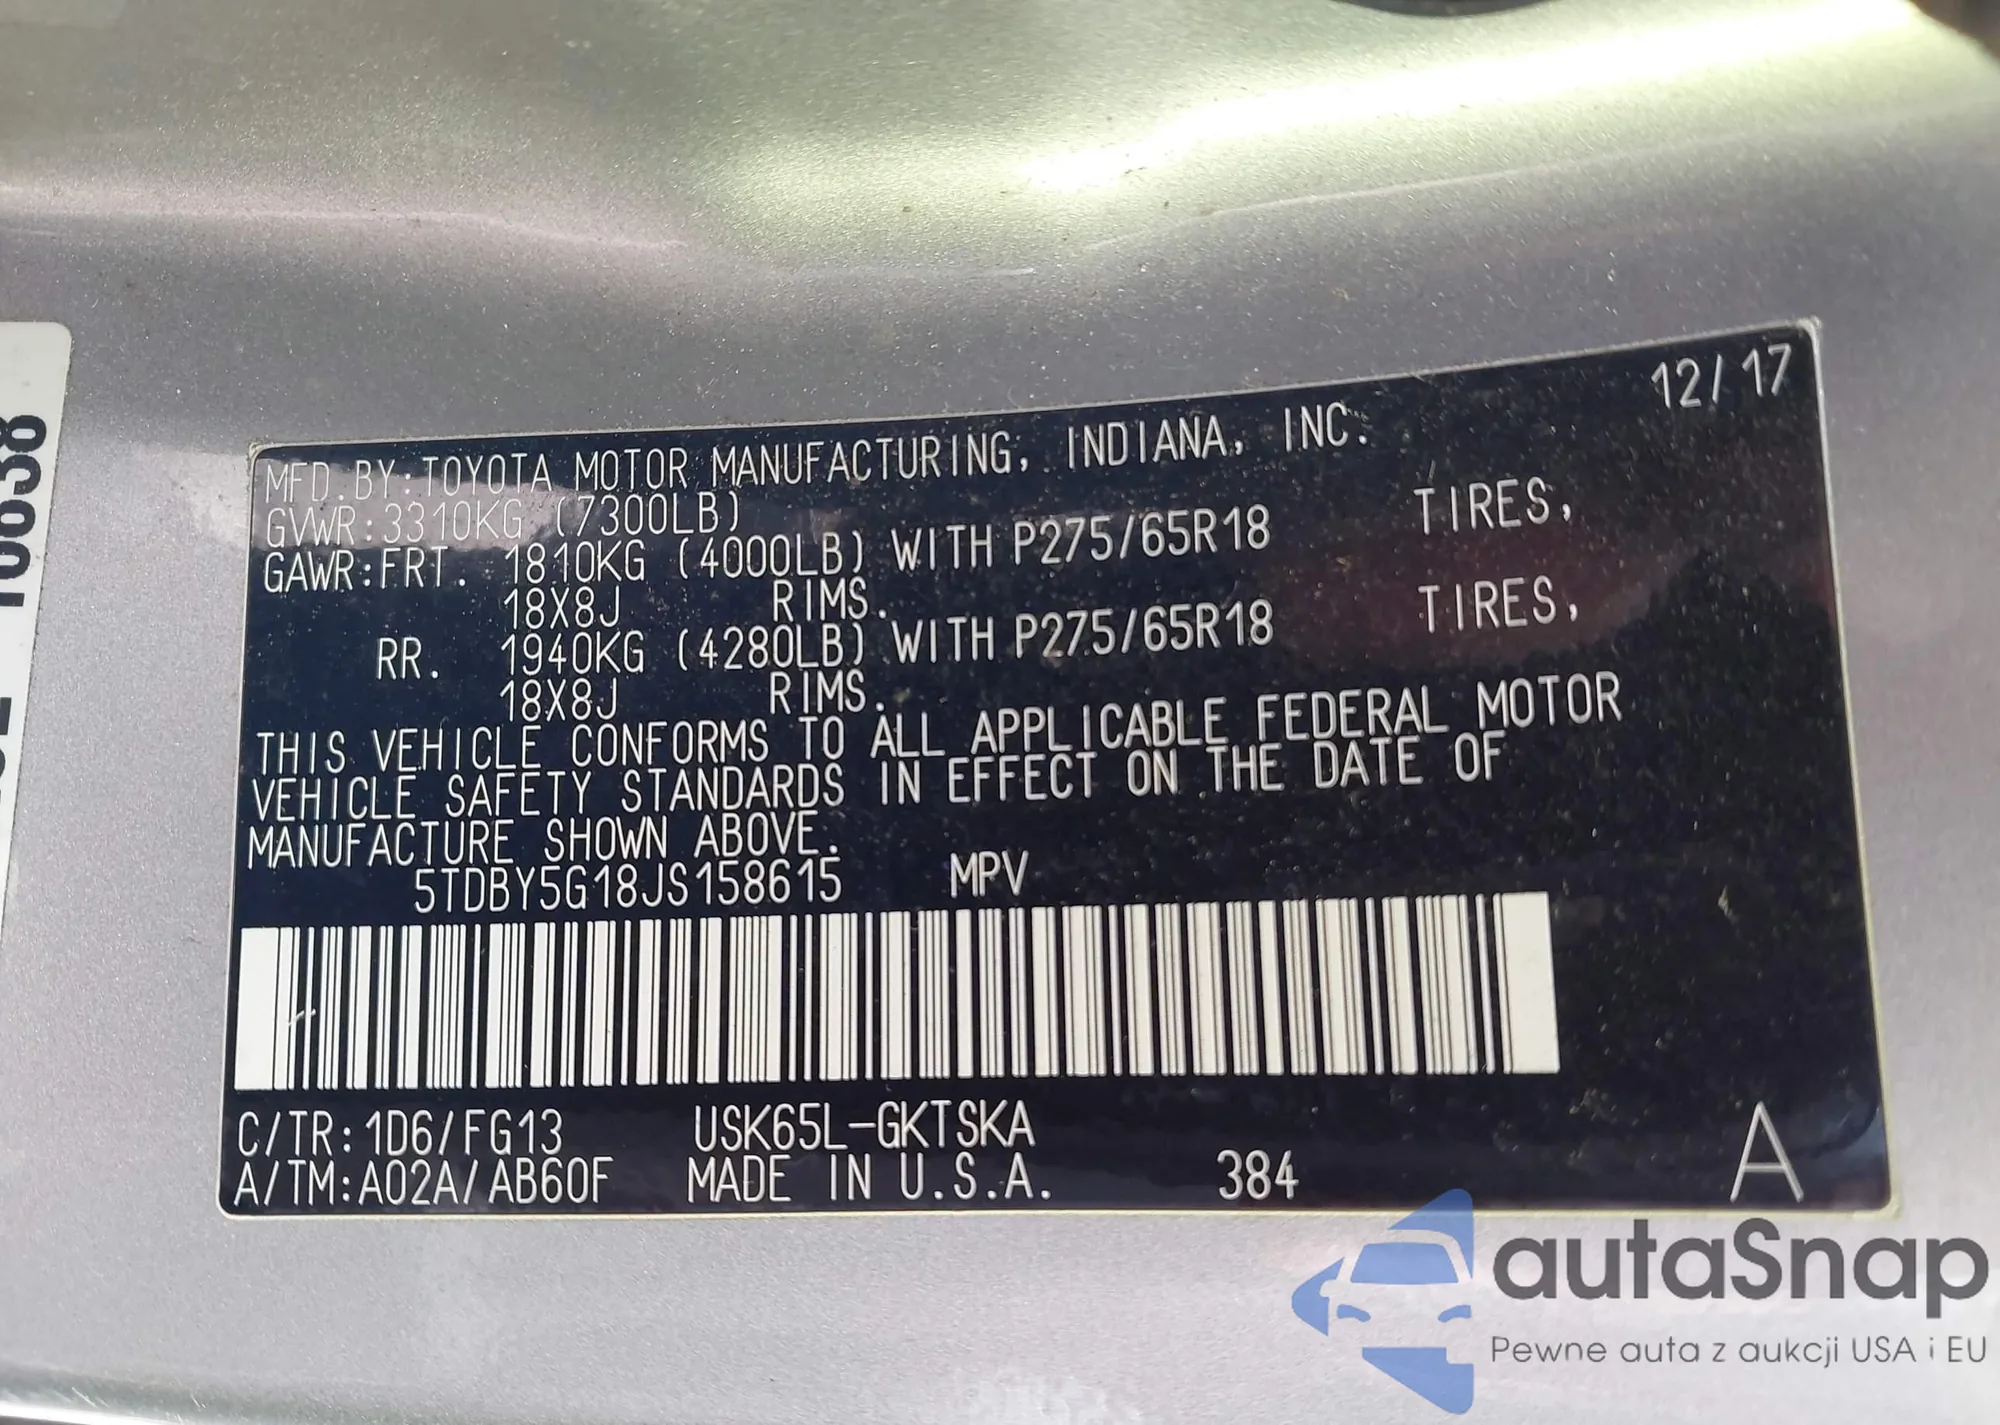 10838
12/17
MFD.BY:TOYOTA MOTOR MANUFACTURING, INDIANA, INC.
GVWR:3310KG (7300LB)
GAWR:FRT. 1810KG (4000LB) WITH P275/65R18 TIRES,
18X8J RIMS.
RR. 1940KG (4280LB) WITH P275/65R18 TIRES,
18X8J RIMS.
THIS VEHICLE CONFORMS TO ALL APPLICABLE FEDERAL MOTOR
VEHICLE SAFETY STANDARDS IN EFFECT ON THE DATE OF
MANUFACTURE SHOWN ABOVE.
5TDBY5G18JS158615 MPV
C/TR:1D6/FG13 USK65L-GKTSKA
A/TM:A02A/AB60F MADE IN U.S.A. 384 A
autaSnap
Pewne auta z aukcji USA i EU